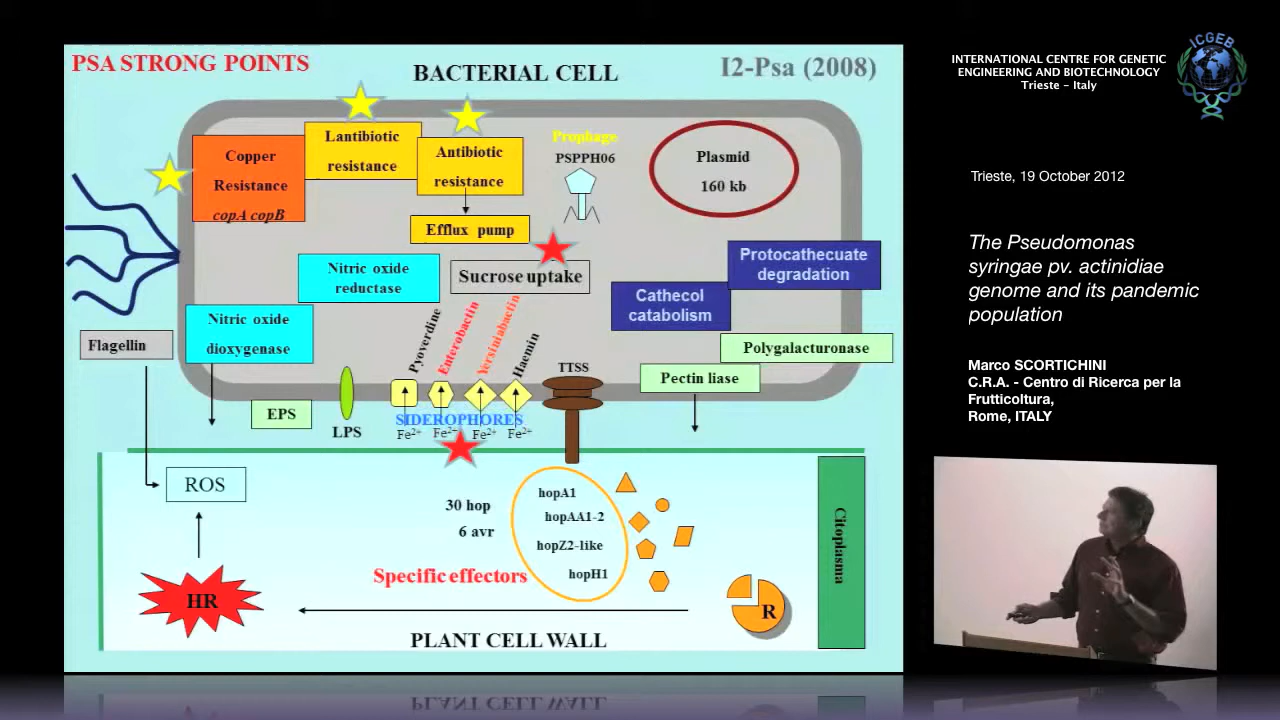 PSA STRONG POINTS
BACTERIAL CELL
I2-Psa (2008)
Copper
Resistance
copA copB
Lantibiotic
resistance
Antibiotic
resistance
Efflux pump
Prophage
PSPPH06
Plasmid
160 kb
Nitric oxide
reductase
Sucrose uptake
Protocathecuate
degradation
Cathecol
catabolism
Nitric oxide
dioxygenase
Flagellin
Polygalacturonase
Pectin liase
Pyoverdine
Enterobactin
Yersiniabactin
Haemin
TTSS
EPS
LPS
SIDEROPHORES
Fe2+
Fe2+
Fe2+
Fe2+
ROS
30 hop
6 avr
hopA1
hopAA1-2
hopZ2-like
hopH1
Specific effectors
HR
R
Citoplasma
PLANT CELL WALL
INTERNATIONAL CENTRE FOR GENETIC
ENGINEERING AND BIOTECHNOLOGY
Trieste - Italy
ICGEB
Trieste, 19 October 2012
The Pseudomonas
syringae pv. actinidiae
genome and its pandemic
population
Marco SCORTICHINI
C.R.A. - Centro di Ricerca per la
Frutticoltura,
Rome, ITALY